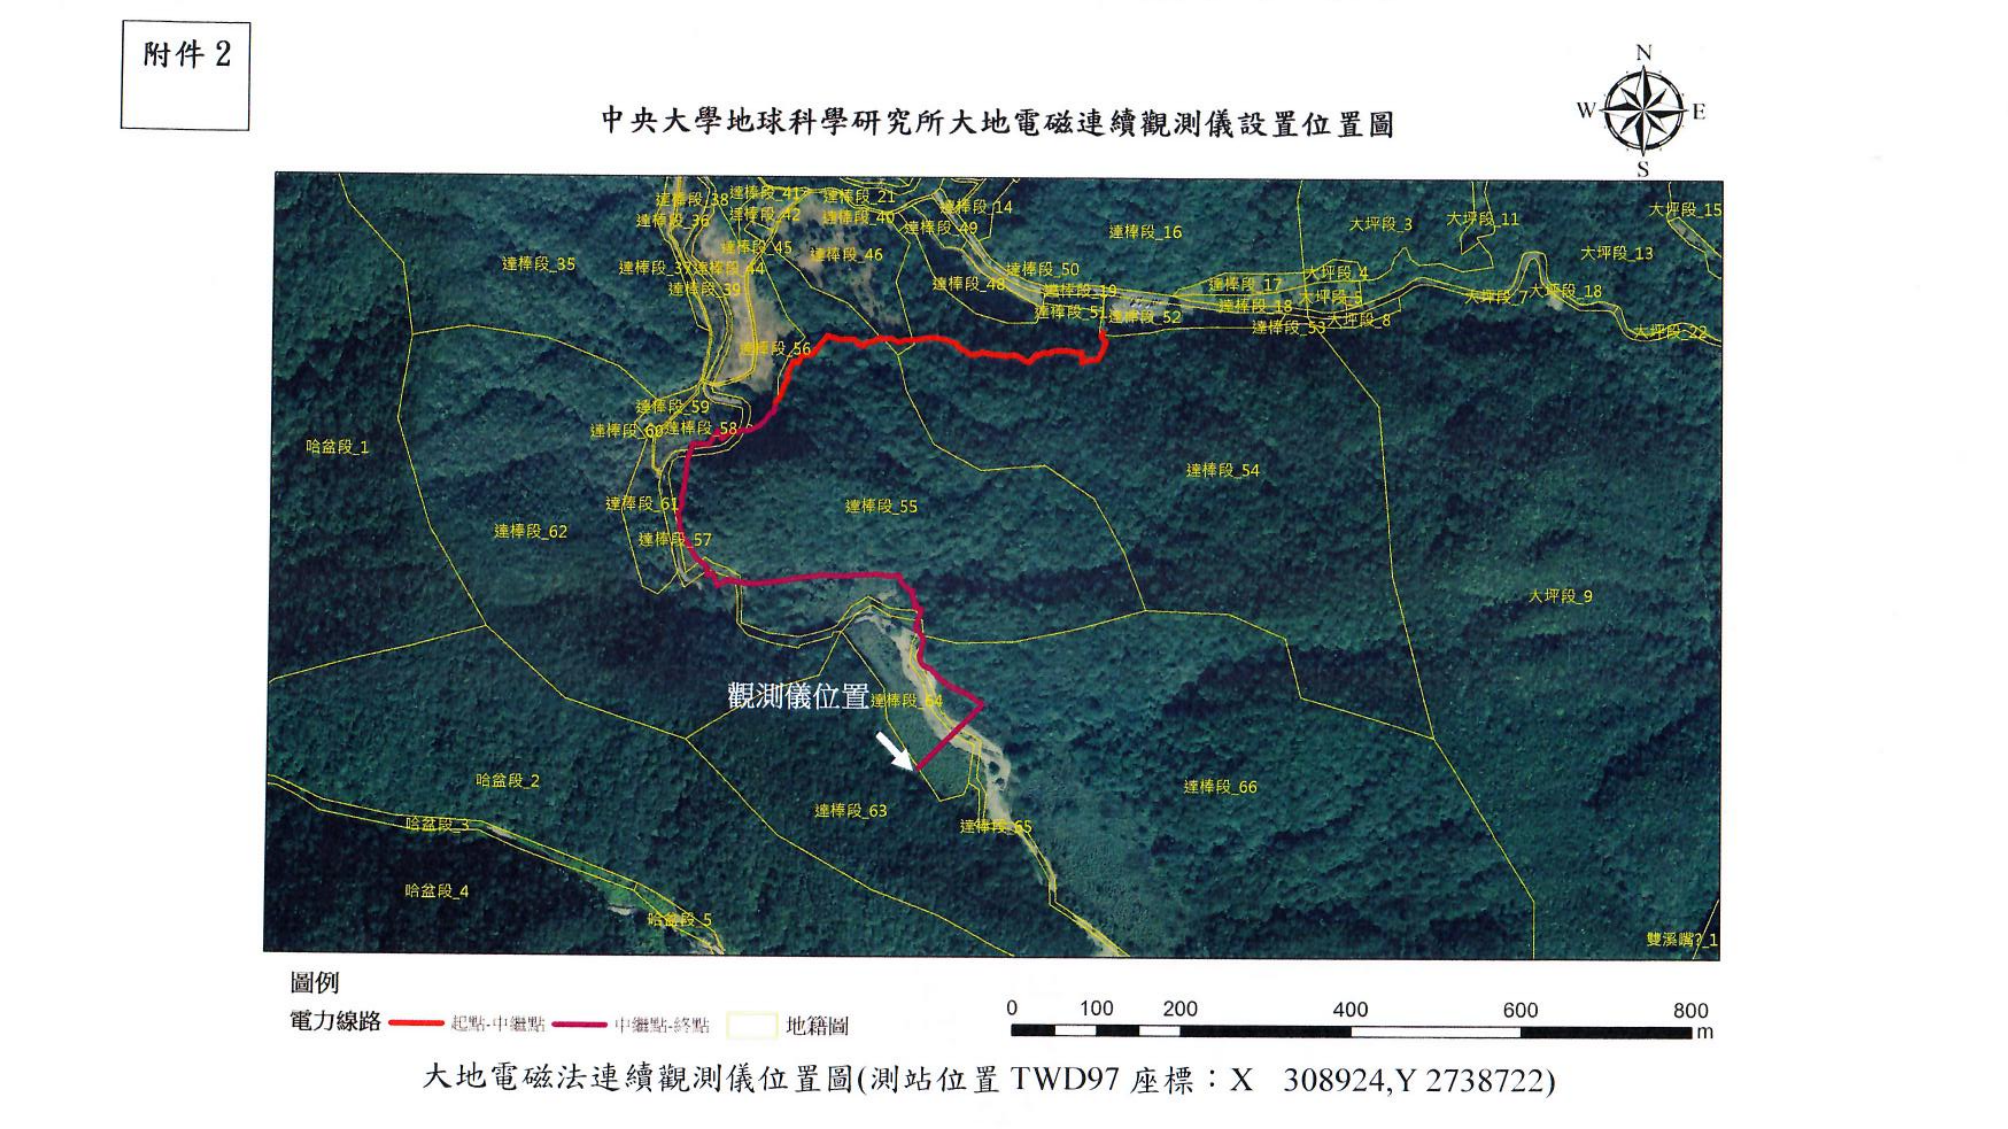 附件 2
N
W E
S
中央大學地球科學研究所大地電磁連續觀測儀設置位置圖
達棒段_38
達棒段_41
達棒段_21
達棒段_36
達棒段_42
達棒段_40
達棒段_14
達棒段_49
達棒段_16
大坪段_3
大坪段_11
大坪段_15
達棒段_35
達棒段_37
達棒段_44
達棒段_45
達棒段_46
達棒段_39
達棒段_50
達棒段_48
達棒段_19
達棒段_51
達棒段_52
達棒段_17
達棒段_18
達棒段_53
大坪段_4
大坪段_5
大坪段_8
大坪段_7
大坪段_18
大坪段_13
大坪段_22
達棒段_56
達棒段_59
達棒段_60
達棒段_58
哈盆段_1
達棒段_54
達棒段_55
達棒段_61
達棒段_62
達棒段_57
大坪段_9
觀測儀位置
達棒段_64
哈盆段_2
達棒段_63
達棒段_66
哈盆段_3
達棒段_65
哈盆段_4
哈盆段_5
雙溪嘴?_1
圖例
電力線路 起點-中繼點 中繼點-終點 地籍圖
0 100 200 400 600 800
m
大地電磁法連續觀測儀位置圖(測站位置 TWD97 座標：X 308924,Y 2738722)